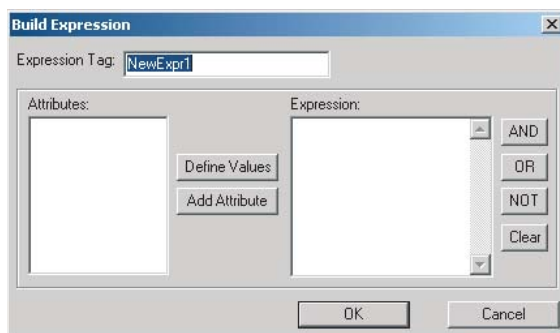 Build Expression
Expression Tag: NewExpr1
Attributes:
Expression:
Define Values
Add Attribute
AND
OR
NOT
Clear
OK
Cancel